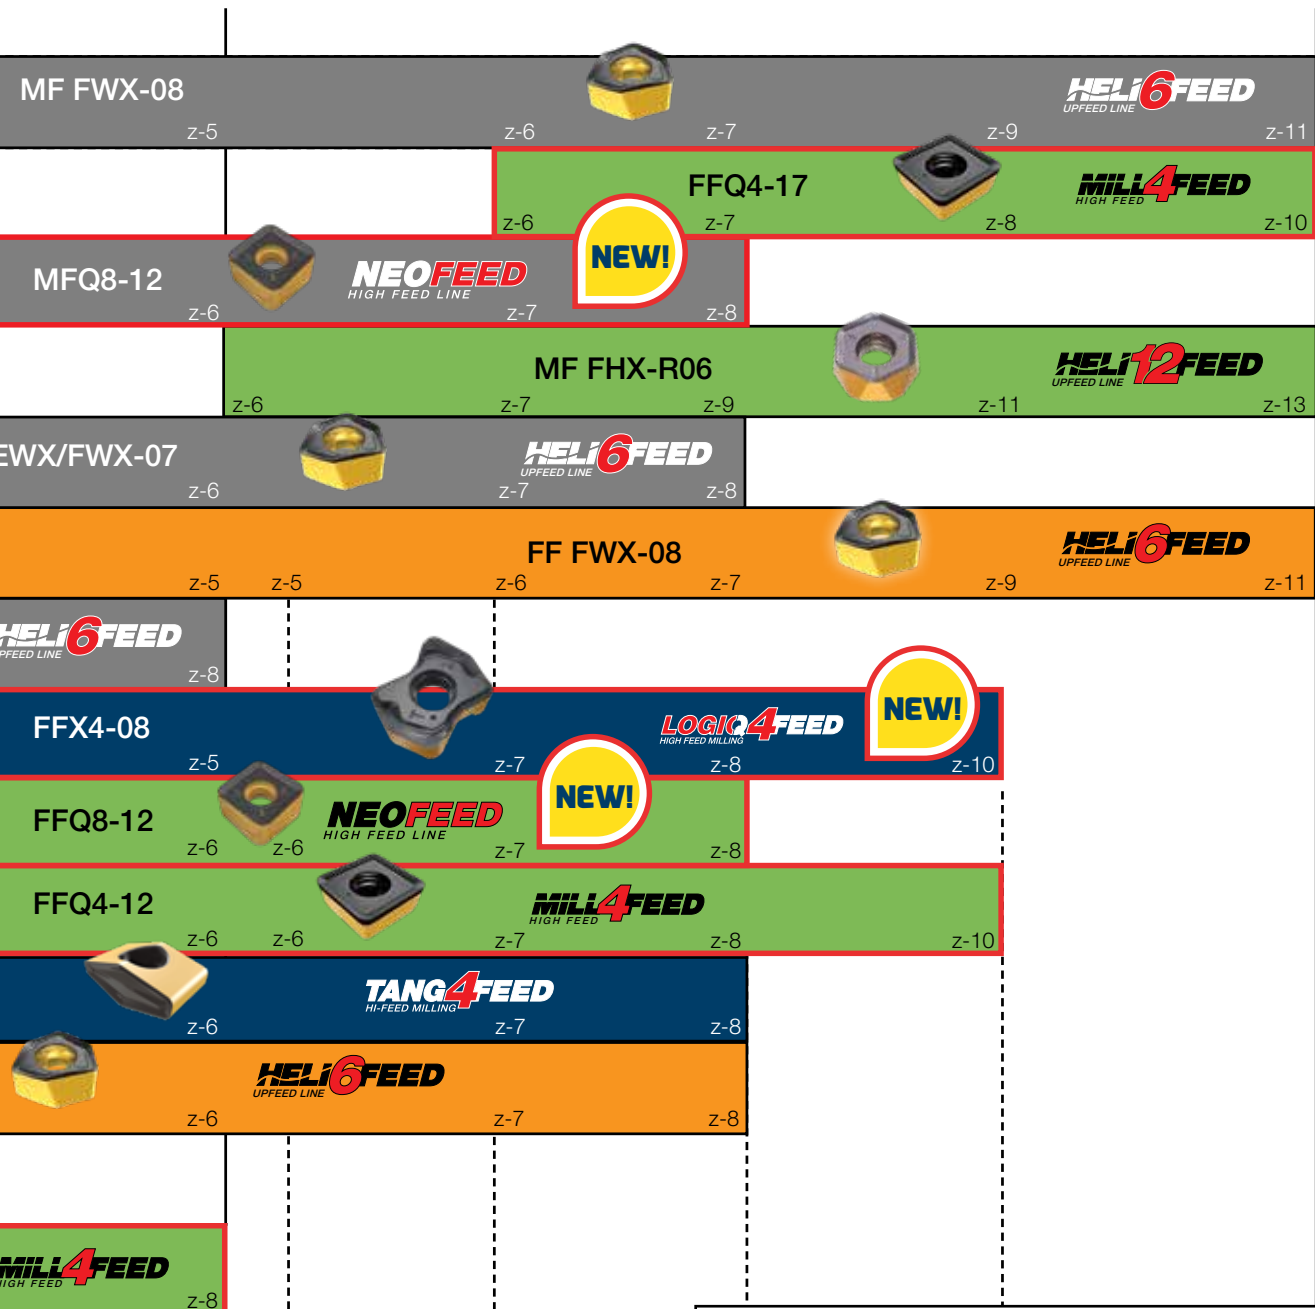 MF FWX-08
HELI6FEED
UPFEED LINE
z-5 z-6 z-7 z-9 z-11
FFQ4-17
MILL4FEED
HIGH FEED
z-6 z-7 z-8 z-10
NEW!
MFQ8-12
NEOFEED
HIGH FEED LINE
z-6 z-7 z-8
MF FHX-R06
HELI12FEED
UPFEED LINE
z-6 z-7 z-9 z-11 z-13
EWX/FWX-07
HELI6FEED
UPFEED LINE
z-6 z-7 z-8
FF FWX-08
HELI6FEED
UPFEED LINE
z-5 z-5 z-6 z-7 z-9 z-11
HELI6FEED
PFEED LINE
z-8
FFX4-08
LOGIQ4FEED
HIGH FEED MILLING
NEW!
z-5 z-7 z-8 z-10
FFQ8-12
NEOFEED
HIGH FEED LINE
NEW!
z-6 z-6 z-7 z-8
FFQ4-12
MILL4FEED
HIGH FEED
z-6 z-6 z-7 z-8 z-10
TANG4FEED
HI-FEED MILLING
z-6 z-7 z-8
HELI6FEED
UPFEED LINE
z-6 z-7 z-8
MILL4FEED
HIGH FEED
z-8